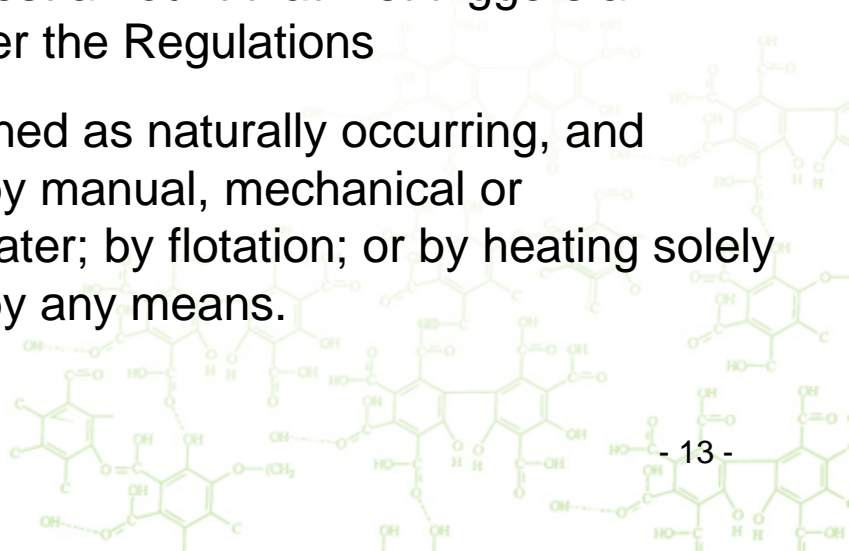 er the Regulations
ned as naturally occurring, and
by manual, mechanical or
ater; by flotation; or by heating solely
by any means.
- 13 -